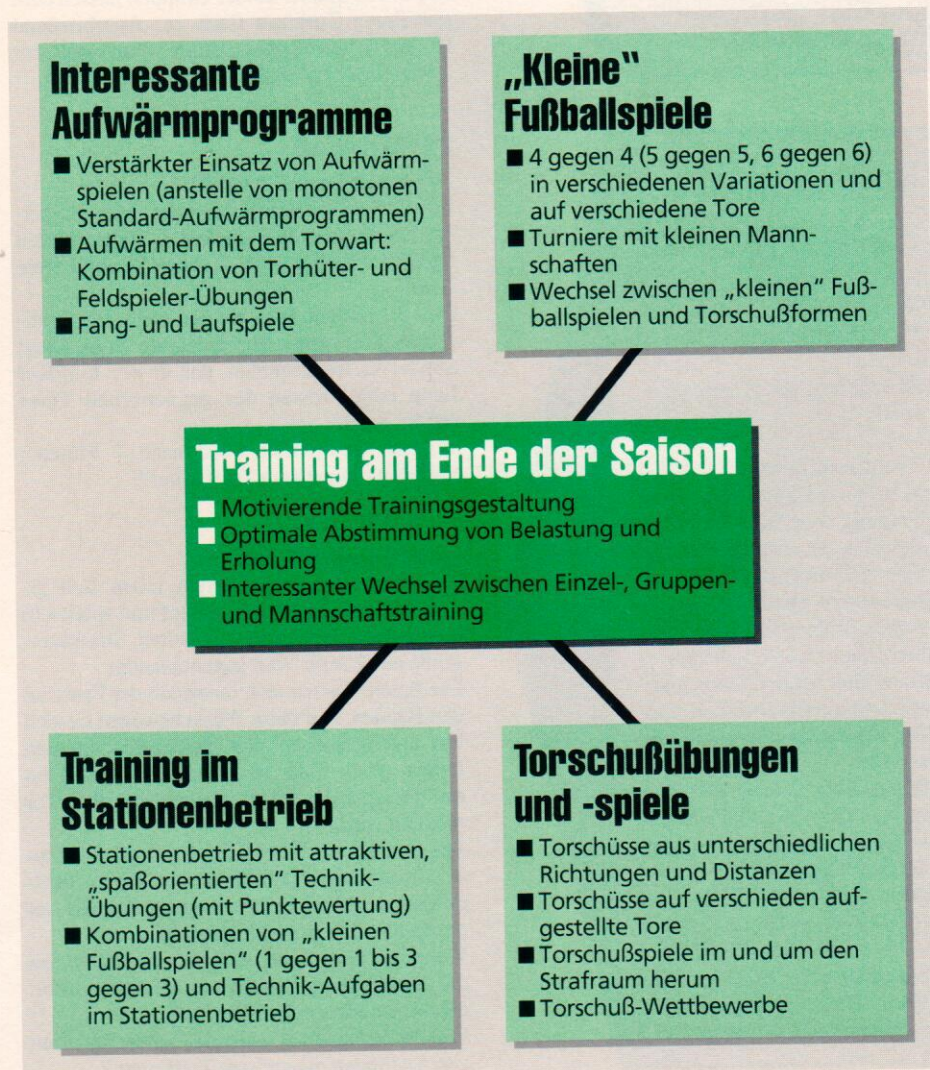 Interessante
Aufwärmprogramme
■ Verstärkter Einsatz von Aufwärm-
spielen (anstelle von monotonen
Standard-Aufwärmprogrammen)
■ Aufwärmen mit dem Torwart:
Kombination von Torhüter- und
Feldspieler-Übungen
■ Fang- und Laufspiele
„Kleine“
Fußballspiele
■ 4 gegen 4 (5 gegen 5, 6 gegen 6)
in verschiedenen Variationen und
auf verschiedene Tore
■ Turniere mit kleinen Mann-
schaften
■ Wechsel zwischen „kleinen“ Fuß-
ballspielen und Torschußformen
Training am Ende der Saison
■ Motivierende Trainingsgestaltung
■ Optimale Abstimmung von Belastung und
Erholung
■ Interessanter Wechsel zwischen Einzel-, Gruppen-
und Mannschaftstraining
Training im
Stationenbetrieb
■ Stationenbetrieb mit attraktiven,
„spaßorientierten“ Technik-
Übungen (mit Punktewertung)
■ Kombinationen von „kleinen
Fußballspielen“ (1 gegen 1 bis 3
gegen 3) und Technik-Aufgaben
im Stationenbetrieb
Torschußübungen
und -spiele
■ Torschüsse aus unterschiedlichen
Richtungen und Distanzen
■ Torschüsse auf verschieden auf-
gestellte Tore
■ Torschußspiele im und um den
Strafraum herum
■ Torschuß-Wettbewerbe